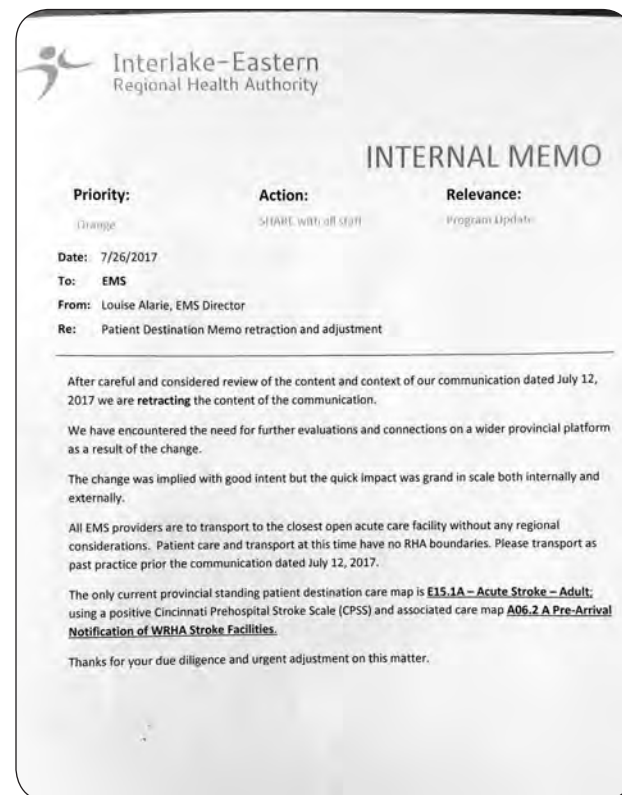 Interlake-Eastern
Regional Health Authority
INTERNAL MEMO
Priority: Action: Relevance:
Orange SHARE with all staff Program Update
Date: 7/26/2017
To: EMS
From: Louise Alarie, EMS Director
Re: Patient Destination Memo retraction and adjustment
After careful and considered review of the content and context of our communication dated July 12,
2017 we are retracting the content of the communication.
We have encountered the need for further evaluations and connections on a wider provincial platform
as a result of the change.
The change was implied with good intent but the quick impact was grand in scale both internally and
externally.
All EMS providers are to transport to the closest open acute care facility without any regional
considerations. Patient care and transport at this time have no RHA boundaries. Please transport as
past practice prior the communication dated July 12, 2017.
The only current provincial standing patient destination care map is E15.1A – Acute Stroke – Adult;
using a positive Cincinnati Prehospital Stroke Scale (CPSS) and associated care map A06.2 A Pre-Arrival
Notification of WRHA Stroke Facilities.
Thanks for your due diligence and urgent adjustment on this matter.